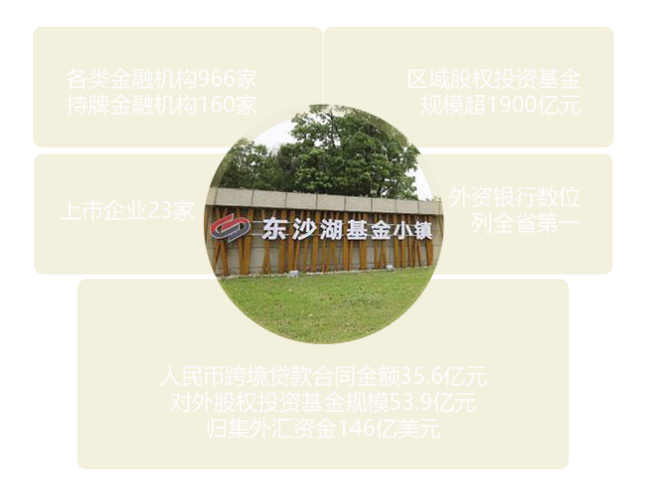 各类金融机构966家
持牌金融机构160家
区域股权投资基金
规模超1900亿元
上市企业23家
东沙湖基金小镇
外资银行数位
列全省第一
人民币跨境贷款合同金额35.6亿元
对外股权投资基金规模53.9亿元
归集外汇资金146亿美元